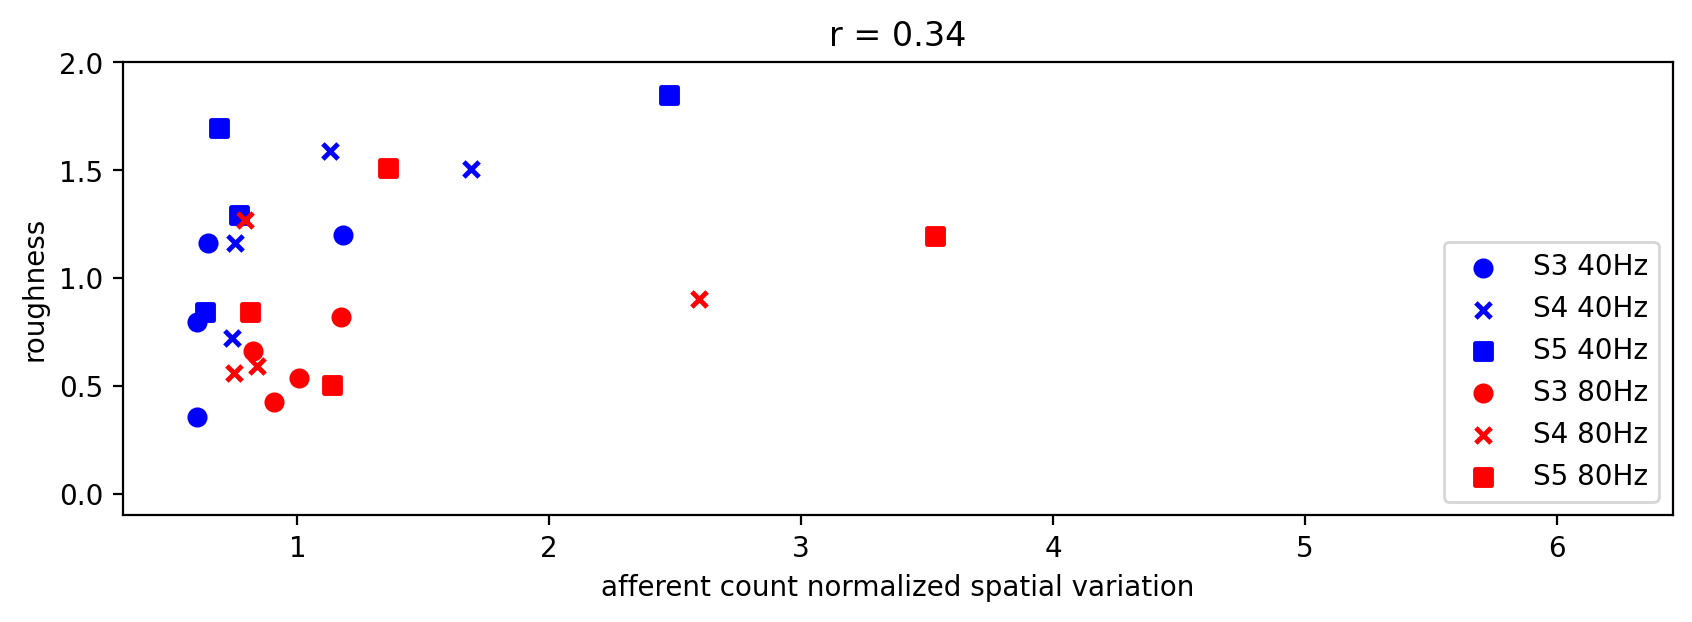 r = 0.34
2.0
1.5
1.0
0.5
0.0
roughness
S3 40Hz
S4 40Hz
S5 40Hz
S3 80Hz
S4 80Hz
S5 80Hz
1 2 3 4 5 6
afferent count normalized spatial variation